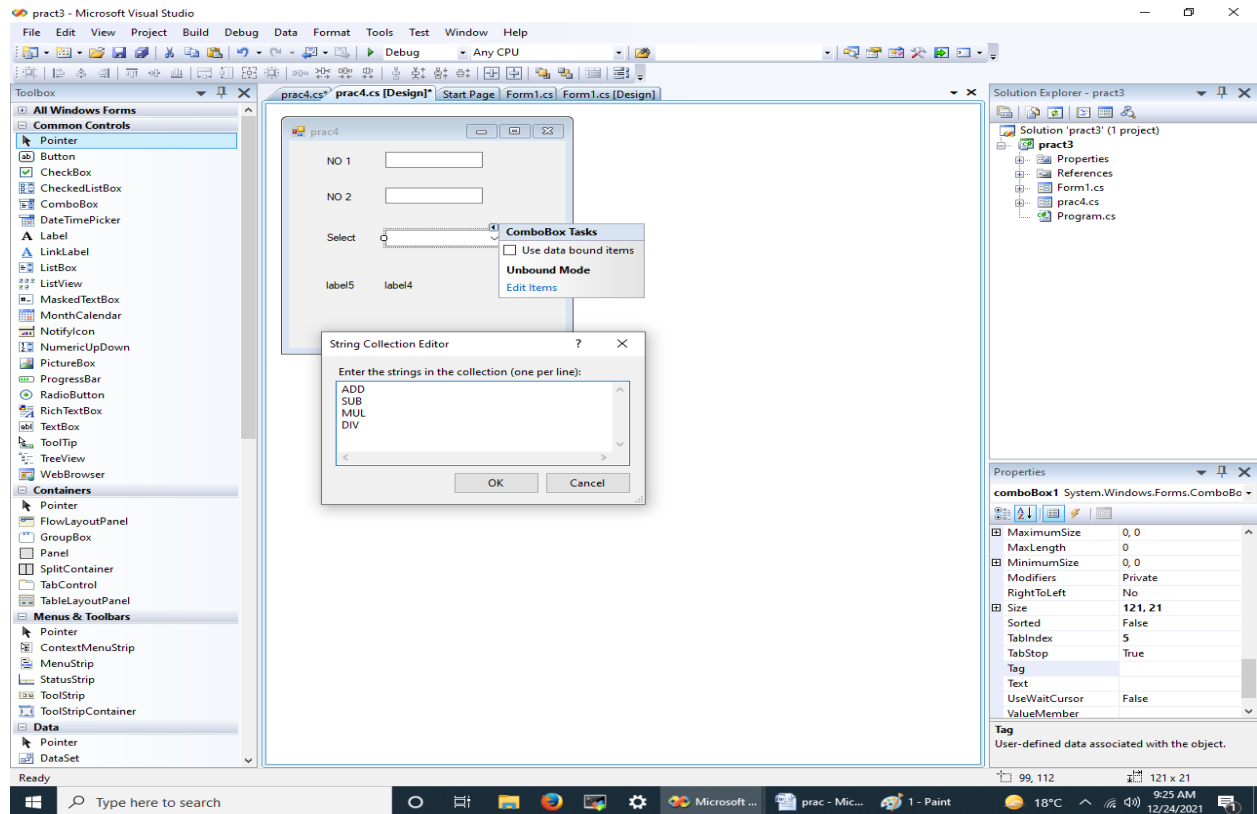 pract3 - Microsoft Visual Studio
File Edit View Project Build Debug Data Format Tools Test Window Help
Debug Any CPU
Toolbox
All Windows Forms
Common Controls
Pointer
Button
CheckBox
CheckedListBox
ComboBox
DateTimePicker
Label
LinkLabel
ListBox
ListView
MaskedTextBox
MonthCalendar
NotifyIcon
NumericUpDown
PictureBox
ProgressBar
RadioButton
RichTextBox
TextBox
ToolTip
TreeView
WebBrowser
Containers
Pointer
FlowLayoutPanel
GroupBox
Panel
SplitContainer
TabControl
TableLayoutPanel
Menus & Toolbars
Pointer
ContextMenuStrip
MenuStrip
StatusStrip
ToolStrip
ToolStripContainer
Data
Pointer
DataSet
prac4.cs* prac4.cs [Design]* Start Page Form1.cs Form1.cs [Design]
prac4
NO 1
NO 2
Select
label5 label4
ComboBox Tasks
Use data bound items
Unbound Mode
Edit Items
String Collection Editor ?
Enter the strings in the collection (one per line):
ADD
SUB
MUL
DIV
OK Cancel
Solution Explorer - pract3
Solution 'pract3' (1 project)
pract3
Properties
References
Form1.cs
prac4.cs
Program.cs
Properties
comboBox1 System.Windows.Forms.ComboBo
MaximumSize 0, 0
MaxLength 0
MinimumSize 0, 0
Modifiers Private
RightToLeft No
Size 121, 21
Sorted False
TabIndex 5
TabStop True
Tag
Text
UseWaitCursor False
ValueMember
Tag
User-defined data associated with the object.
Ready 99, 112 121 x 21
Type here to search Microsoft ... prac - Mic... 1 - Paint 18°C 9:25 AM
12/24/2021